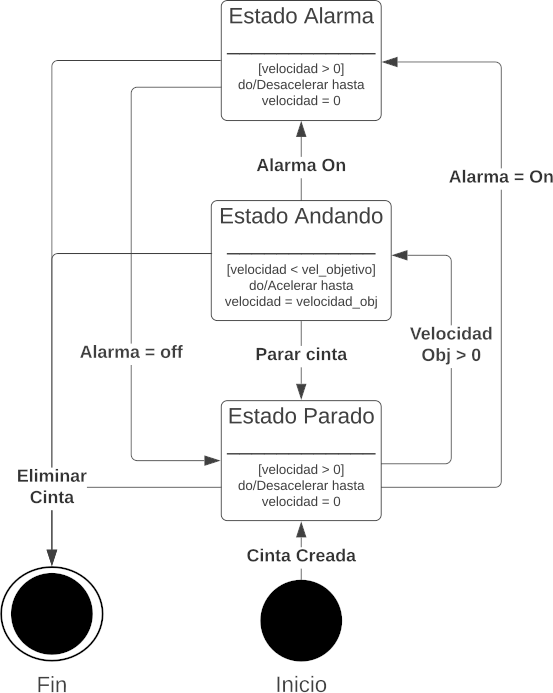 Estado Alarma
[velocidad > 0]
do/Desacelerar hasta
velocidad = 0
Alarma On
Alarma = On
Estado Andando
[velocidad < vel_objetivo]
do/Acelerar hasta
velocidad = velocidad_obj
Velocidad
Obj > 0
Alarma = off
Parar cinta
Estado Parado
[velocidad > 0]
do/Desacelerar hasta
velocidad = 0
Eliminar
Cinta
Cinta Creada
Fin
Inicio